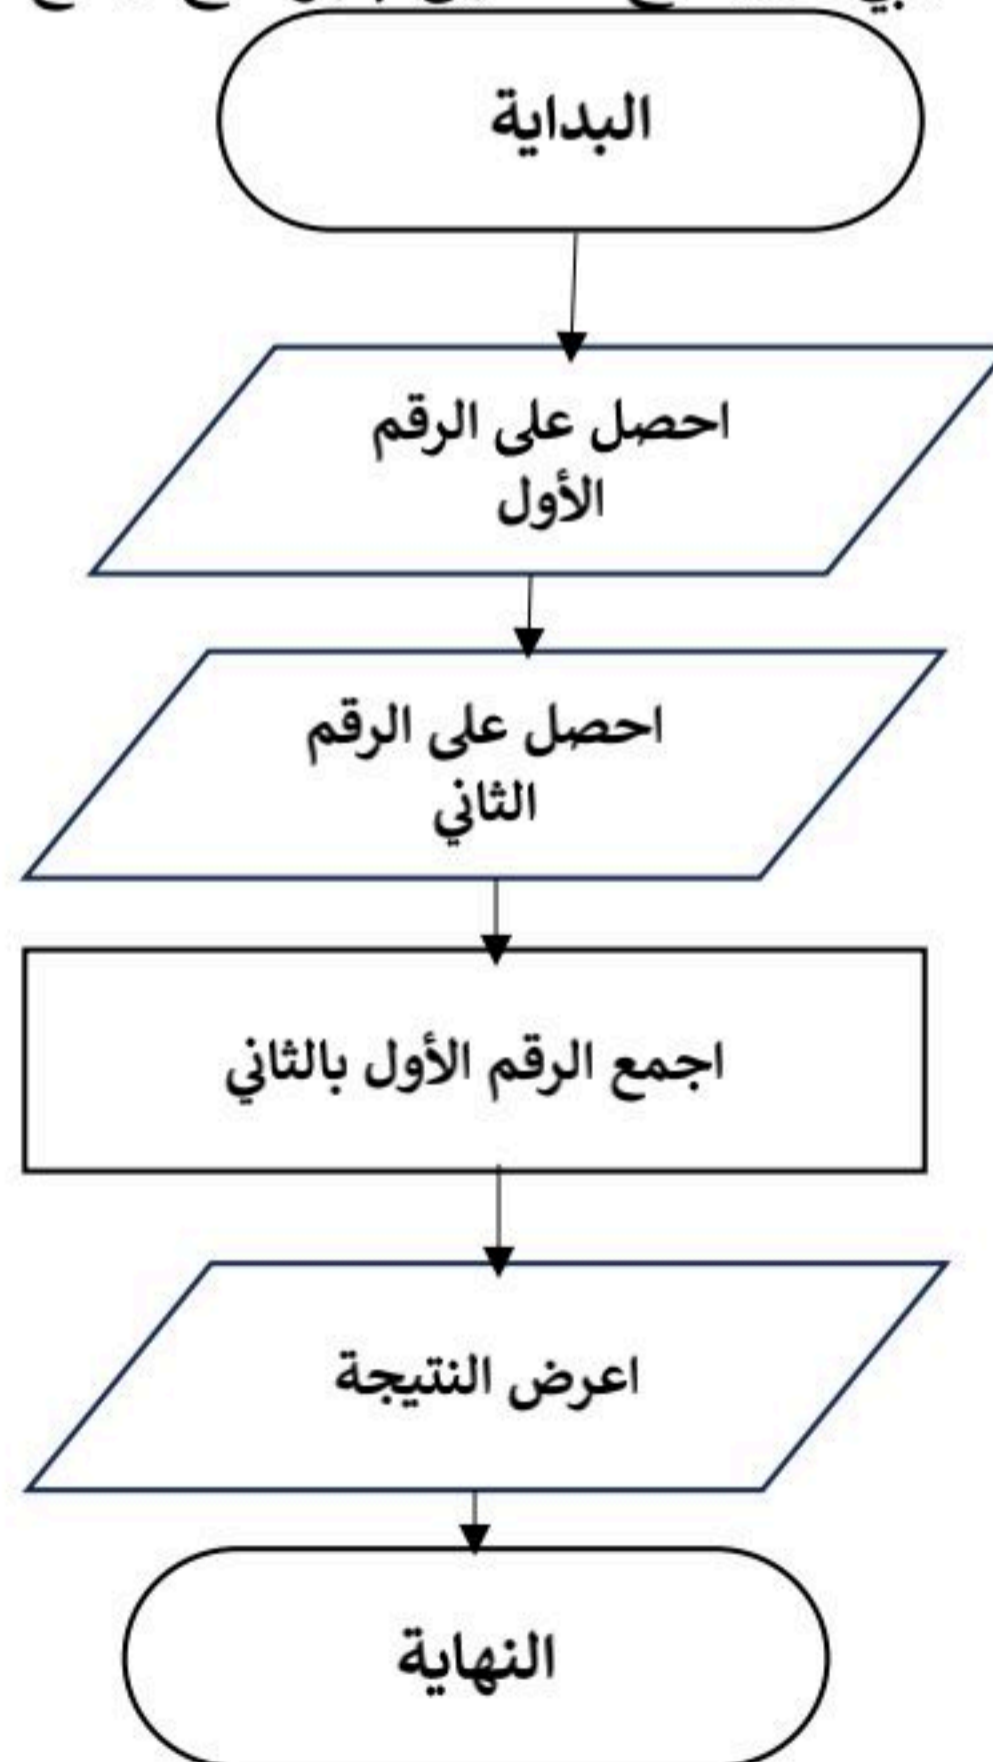 البداية
احصل على الرقم
الأول
احصل على الرقم
الثاني
اجمع الرقم الأول بالثاني
اعرض النتيجة
النهاية